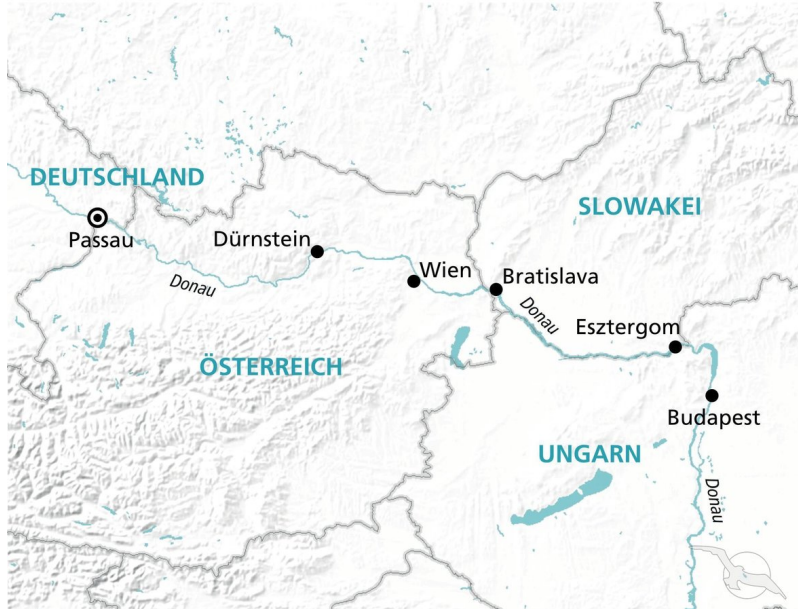 DEUTSCHLAND
Passau
Donau
Dürnstein
Wien
SLOWAKEI
Bratislava
Donau
Esztergom
ÖSTERREICH
Budapest
UNGARN
Donau